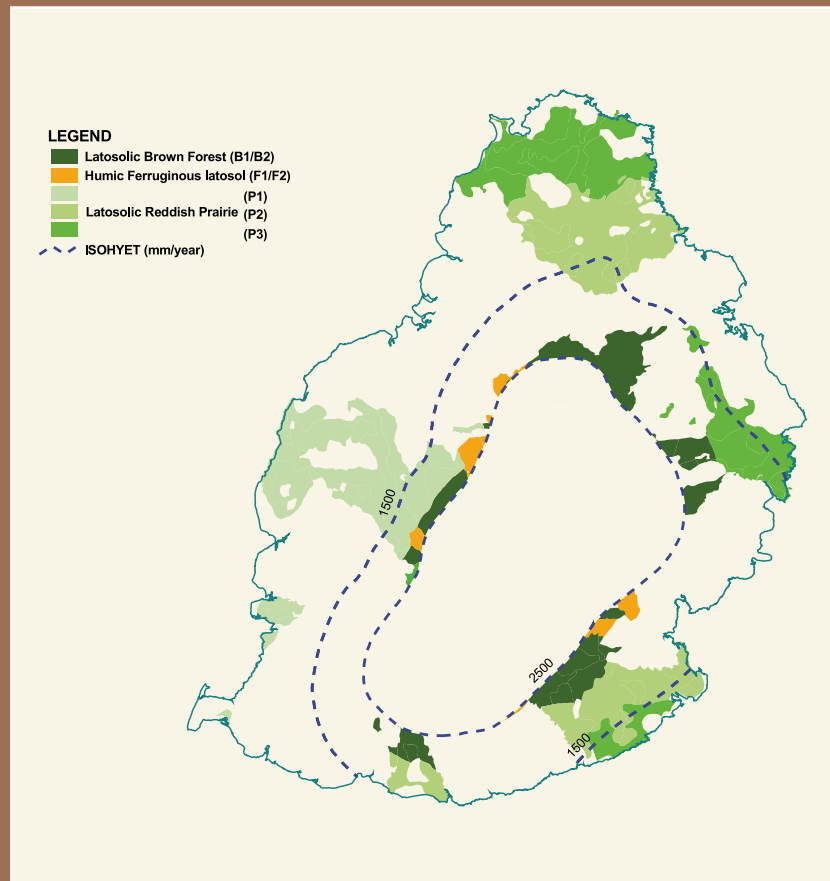 LEGEND
Latosolic Brown Forest (B1/B2)
Humic Ferruginous latosol (F1/F2)
(P1)
Latosolic Reddish Prairie (P2)
(P3)
ISOHYET (mm/year)
1500
2500
1500